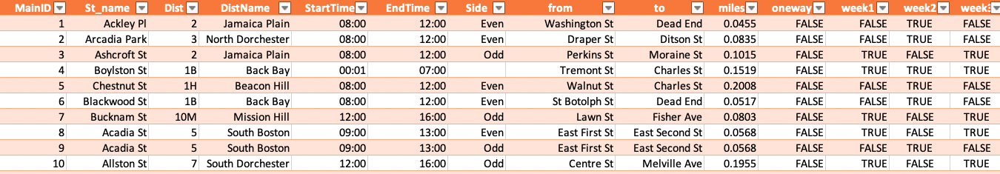 MainID St_name Dist DistName StartTime EndTime Side from to miles oneway week1 week2 week3
1 Ackley Pl 2 Jamaica Plain 08:00 12:00 Even Washington St Dead End 0.0455 FALSE FALSE TRUE FALSE
2 Arcadia Park 3 North Dorchester 08:00 12:00 Even Draper St Ditson St 0.0835 FALSE FALSE TRUE FALSE
3 Ashcroft St 2 Jamaica Plain 08:00 12:00 Odd Perkins St Moraine St 0.1015 FALSE TRUE FALSE TRUE
4 Boylston St 1B Back Bay 00:01 07:00 Tremont St Charles St 0.1519 FALSE TRUE TRUE TRUE
5 Chestnut St 1H Beacon Hill 08:00 12:00 Even Walnut St Charles St 0.2008 FALSE FALSE TRUE FALSE
6 Blackwood St 1B Back Bay 08:00 12:00 Even St Botolph St Dead End 0.0517 FALSE FALSE TRUE FALSE
7 Bucknam St 10M Mission Hill 12:00 16:00 Odd Lawn St Fisher Ave 0.0803 FALSE TRUE FALSE TRUE
8 Acadia St 5 South Boston 09:00 13:00 Even East First St East Second St 0.0568 FALSE TRUE FALSE TRUE
9 Acadia St 5 South Boston 09:00 13:00 Odd East First St East Second St 0.0568 FALSE FALSE TRUE FALSE
10 Allston St 7 South Dorchester 12:00 16:00 Odd Centre St Melville Ave 0.1955 FALSE TRUE FALSE TRUE